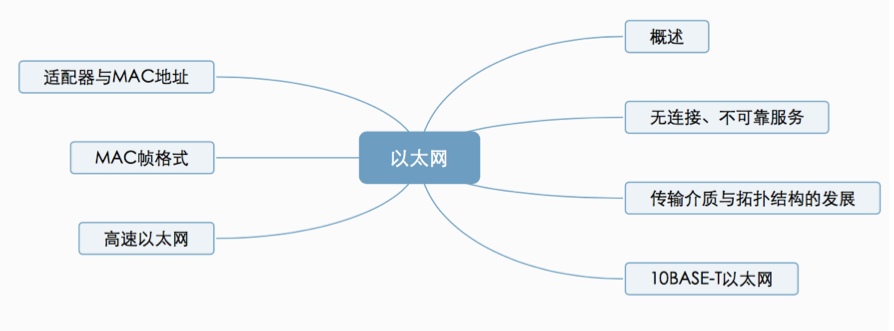 概述
适配器与MAC地址
无连接、不可靠服务
以太网
MAC帧格式
传输介质与拓扑结构的发展
高速以太网
10BASE-T以太网